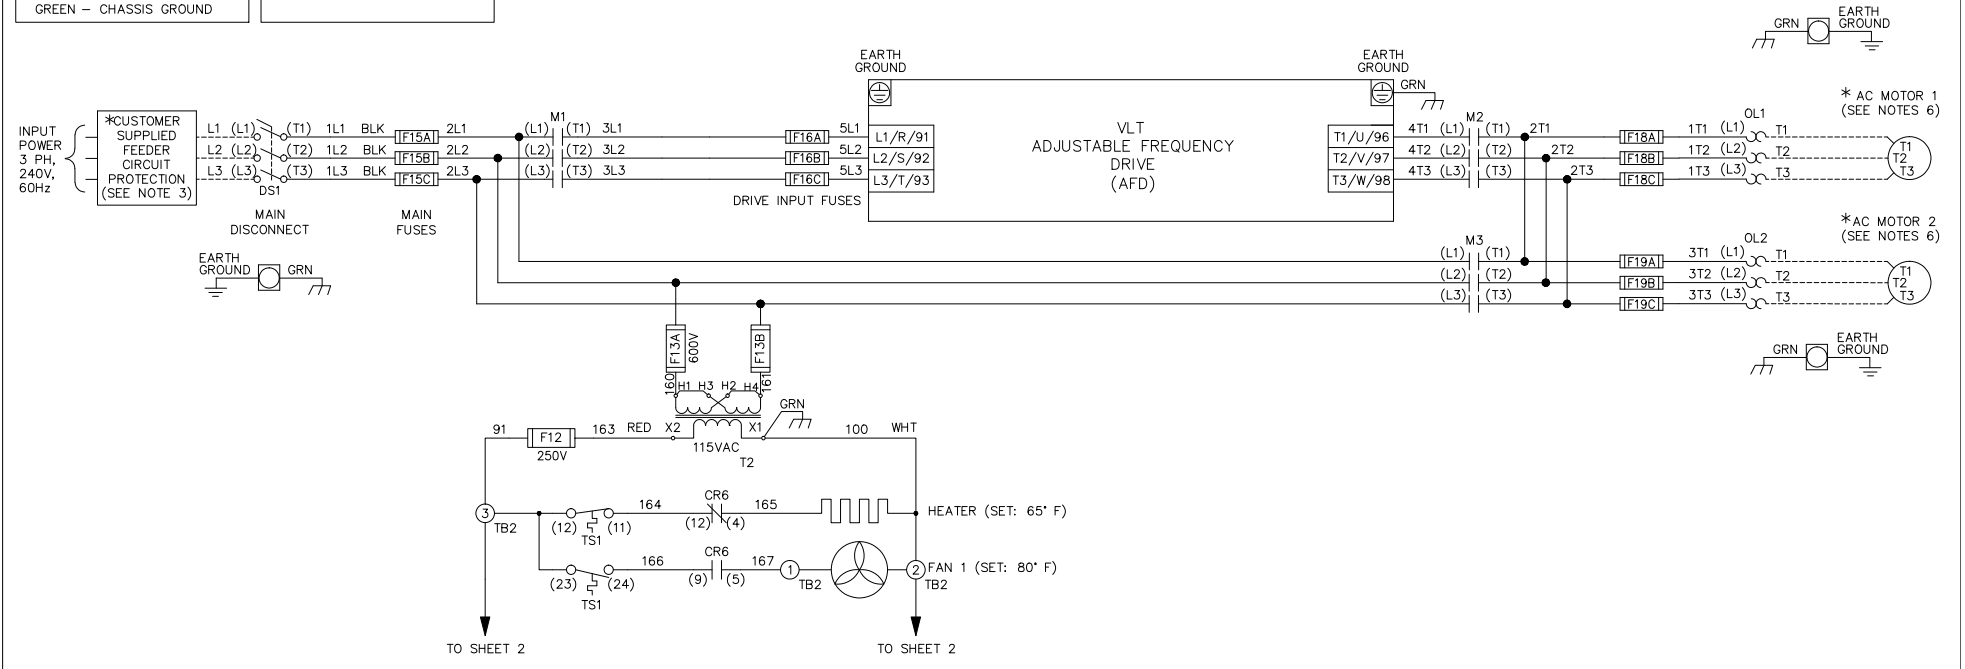 GREEN – CHASSIS GROUND
GRN
EARTH
GROUND
EARTH
GROUND
EARTH
GROUND
GRN
INPUT
POWER
3 PH,
240V,
60Hz
*CUSTOMER
SUPPLIED
FEEDER
CIRCUIT
PROTECTION
(SEE NOTE 3)
L1 (L1) (T1) 1L1 BLK F15A 2L1
L2 (L2) (T2) 1L2 BLK F15B 2L2
L3 (L3) (T3) 1L3 BLK F15C 2L3
DS1
MAIN
DISCONNECT
MAIN
FUSES
M1
(L1) (T1) 3L1 F16A 5L1 L1/R/91
(L2) (T2) 3L2 F16B 5L2 L2/S/92
(L3) (T3) 3L3 F16C 5L3 L3/T/93
DRIVE INPUT FUSES
VLT
ADJUSTABLE FREQUENCY
DRIVE
(AFD)
M2
T1/U/96 4T1 (L1) (T1) 2T1 F18A 1T1 (L1) T1
T2/V/97 4T2 (L2) (T2) 2T2 F18B 1T2 (L2) T2
T3/W/98 4T3 (L3) (T3) 2T3 F18C 1T3 (L3) T3
OL1
* AC MOTOR 1
(SEE NOTES 6)
T1
T2
T3
EARTH
GROUND
GRN
M3
(L1) (T1) F19A 3T1 (L1) T1
(L2) (T2) F19B 3T2 (L2) T2
(L3) (T3) F19C 3T3 (L3) T3
OL2
*AC MOTOR 2
(SEE NOTES 6)
T1
T2
T3
GRN
EARTH
GROUND
F13A
600V
F13B
160
161
H1 H3 H2 H4
GRN
91 F12 163 RED X2 X1 100 WHT
250V
115VAC
T2
3
TB2
(12) (11) 164 CR6 (12) (4) 165
TS1
HEATER (SET: 65° F)
(23) (24) 166 CR6 (9) (5) 167 1
TS1
TB2
2
TB2
FAN 1 (SET: 80° F)
TO SHEET 2
TO SHEET 2